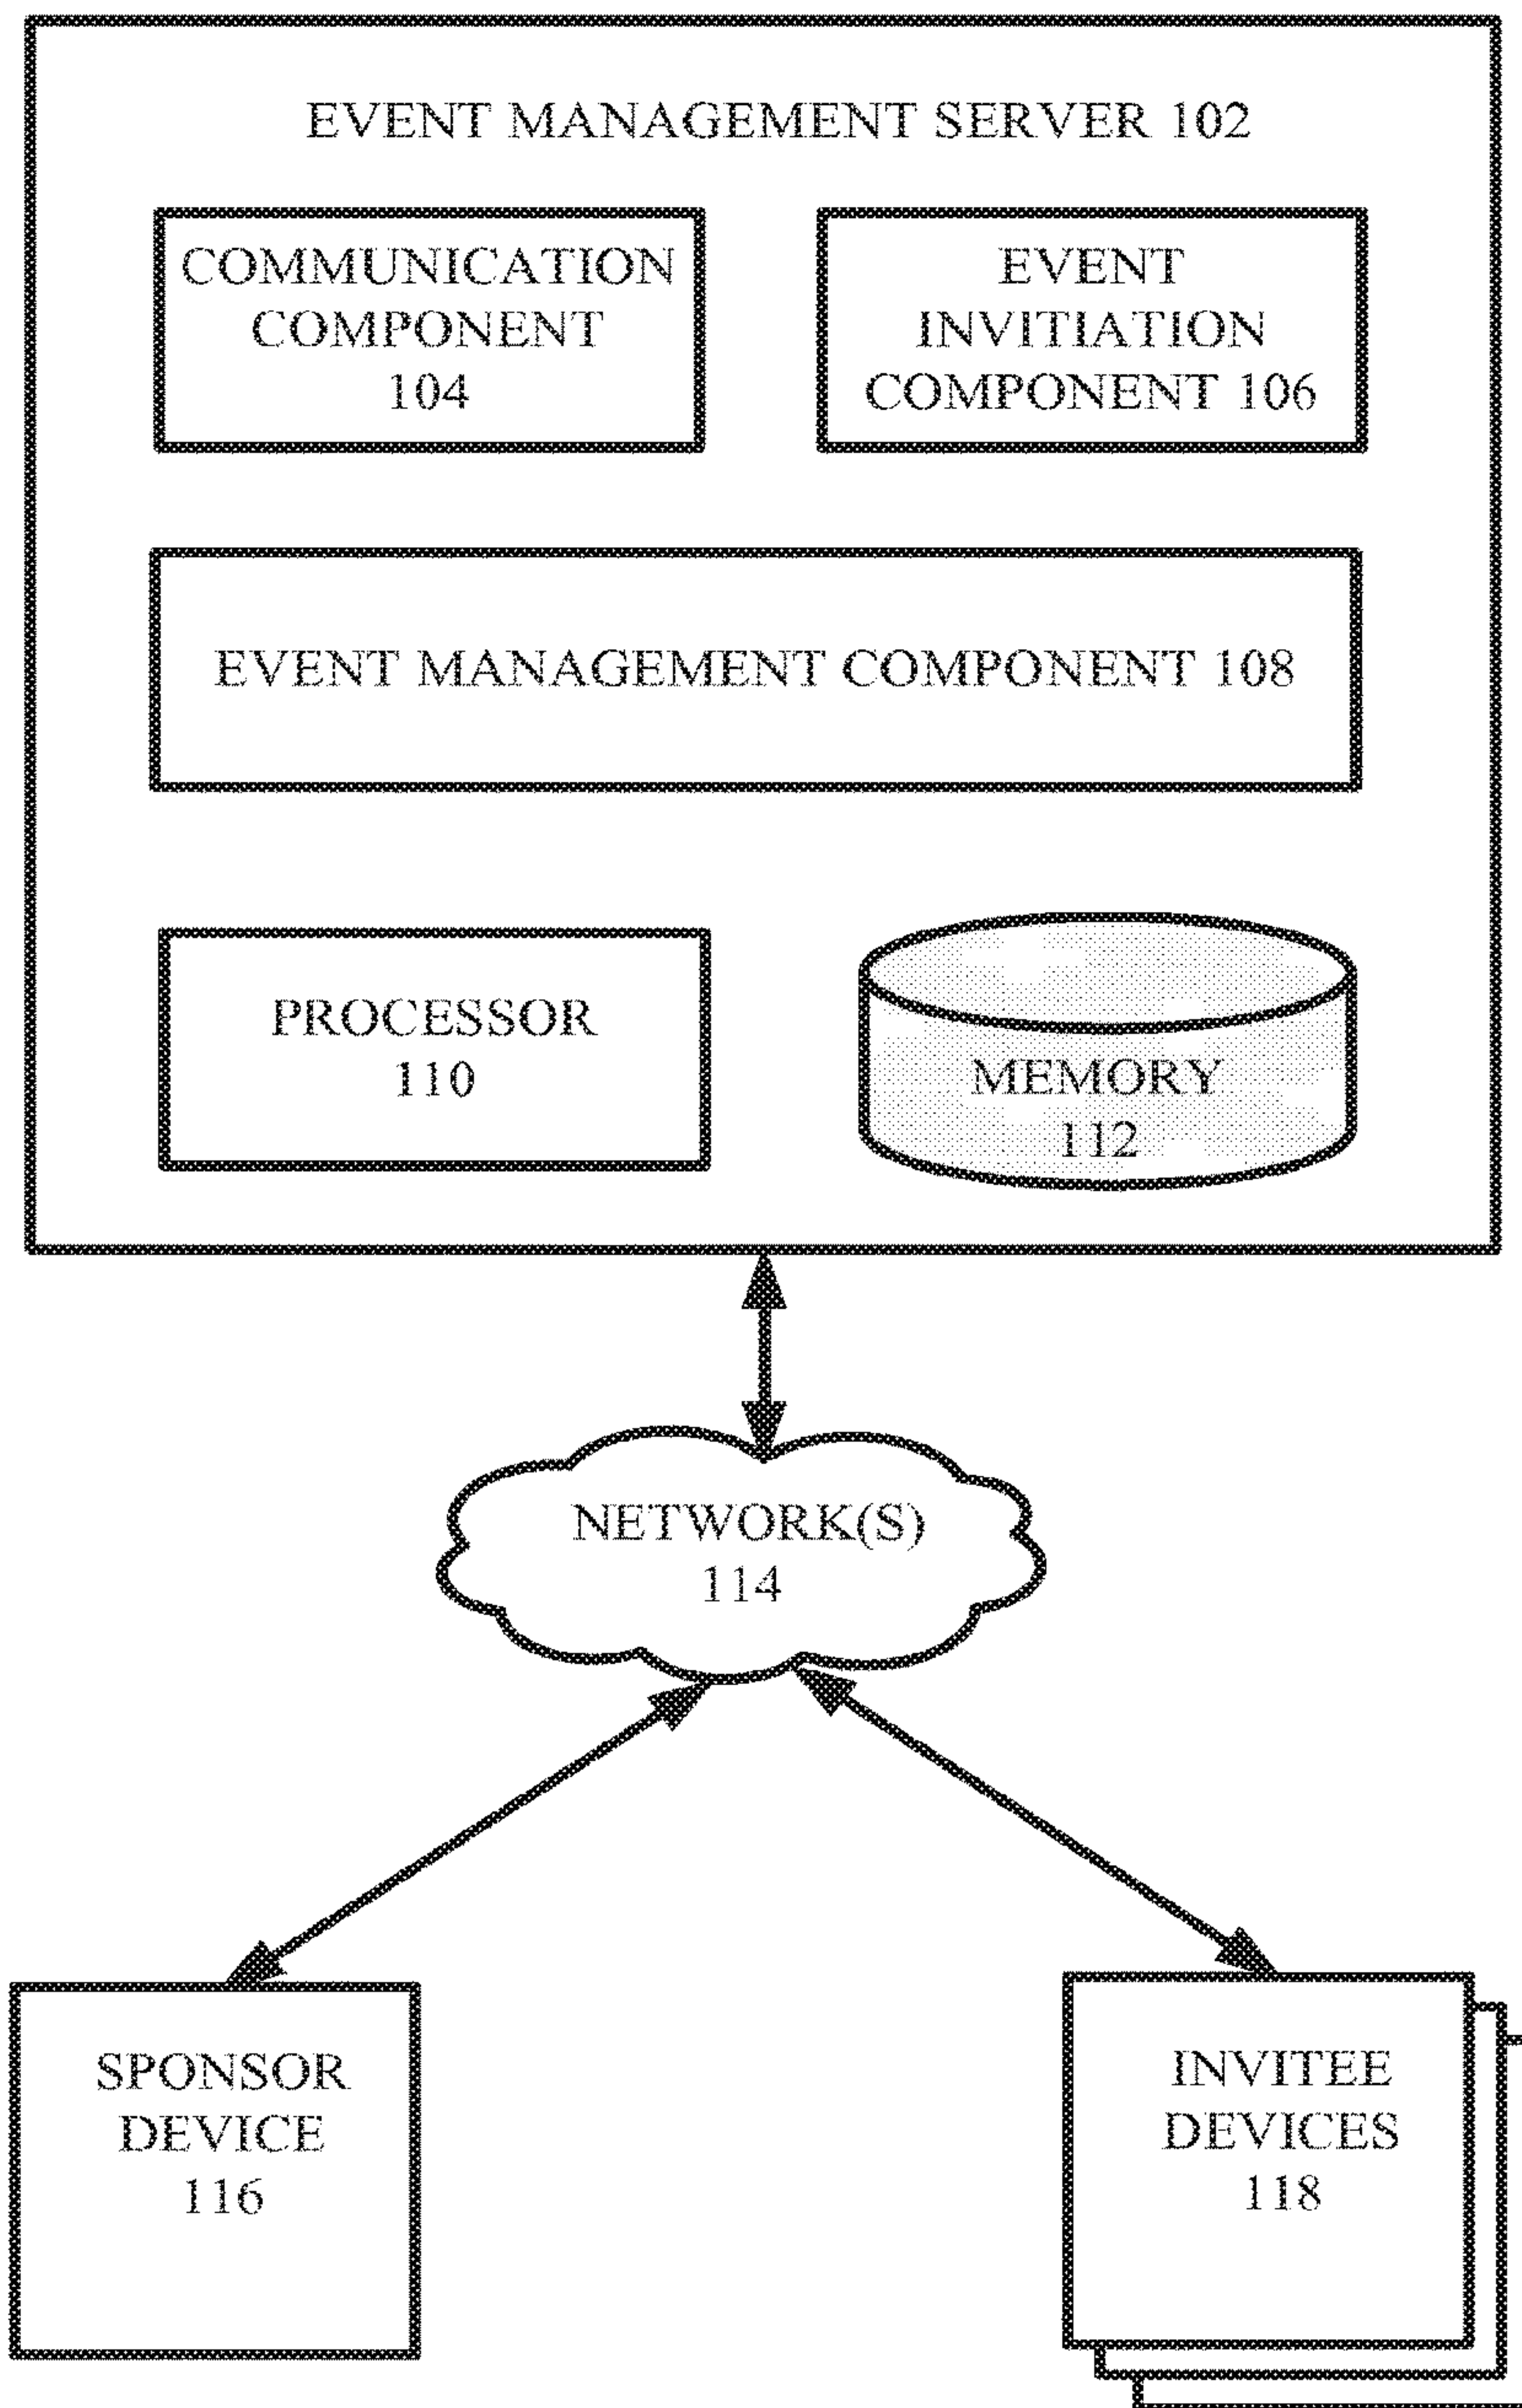 EVENT MANAGEMENT SERVER 102
COMMUNICATION
COMPONENT
104
EVENT
INVITIATION
COMPONENT 106
EVENT MANAGEMENT COMPONENT 108
PROCESSOR
110
MEMORY
112
NETWORK(S)
114
SPONSOR
DEVICE
116
INVITEE
DEVICES
118